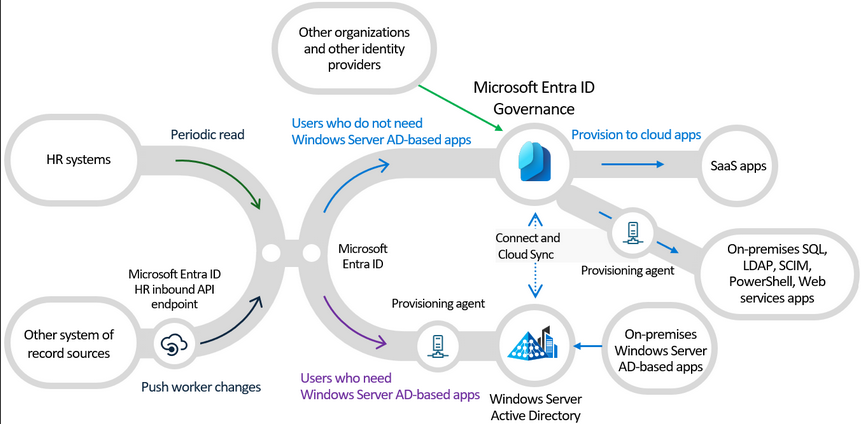 Other organizations
and other identity
providers
Microsoft Entra ID
Governance
Periodic read
Users who do not need
Windows Server AD-based apps
Provision to cloud apps
HR systems
SaaS apps
Microsoft
Entra ID
Connect and
Cloud Sync
Provisioning agent
On-premises SQL,
LDAP, SCIM,
PowerShell, Web
services apps
Microsoft Entra ID
HR inbound API
endpoint
Provisioning agent
Other system of
record sources
On-premises
Windows Server
AD-based apps
Push worker changes
Users who need
Windows Server AD-based apps
Windows Server
Active Directory